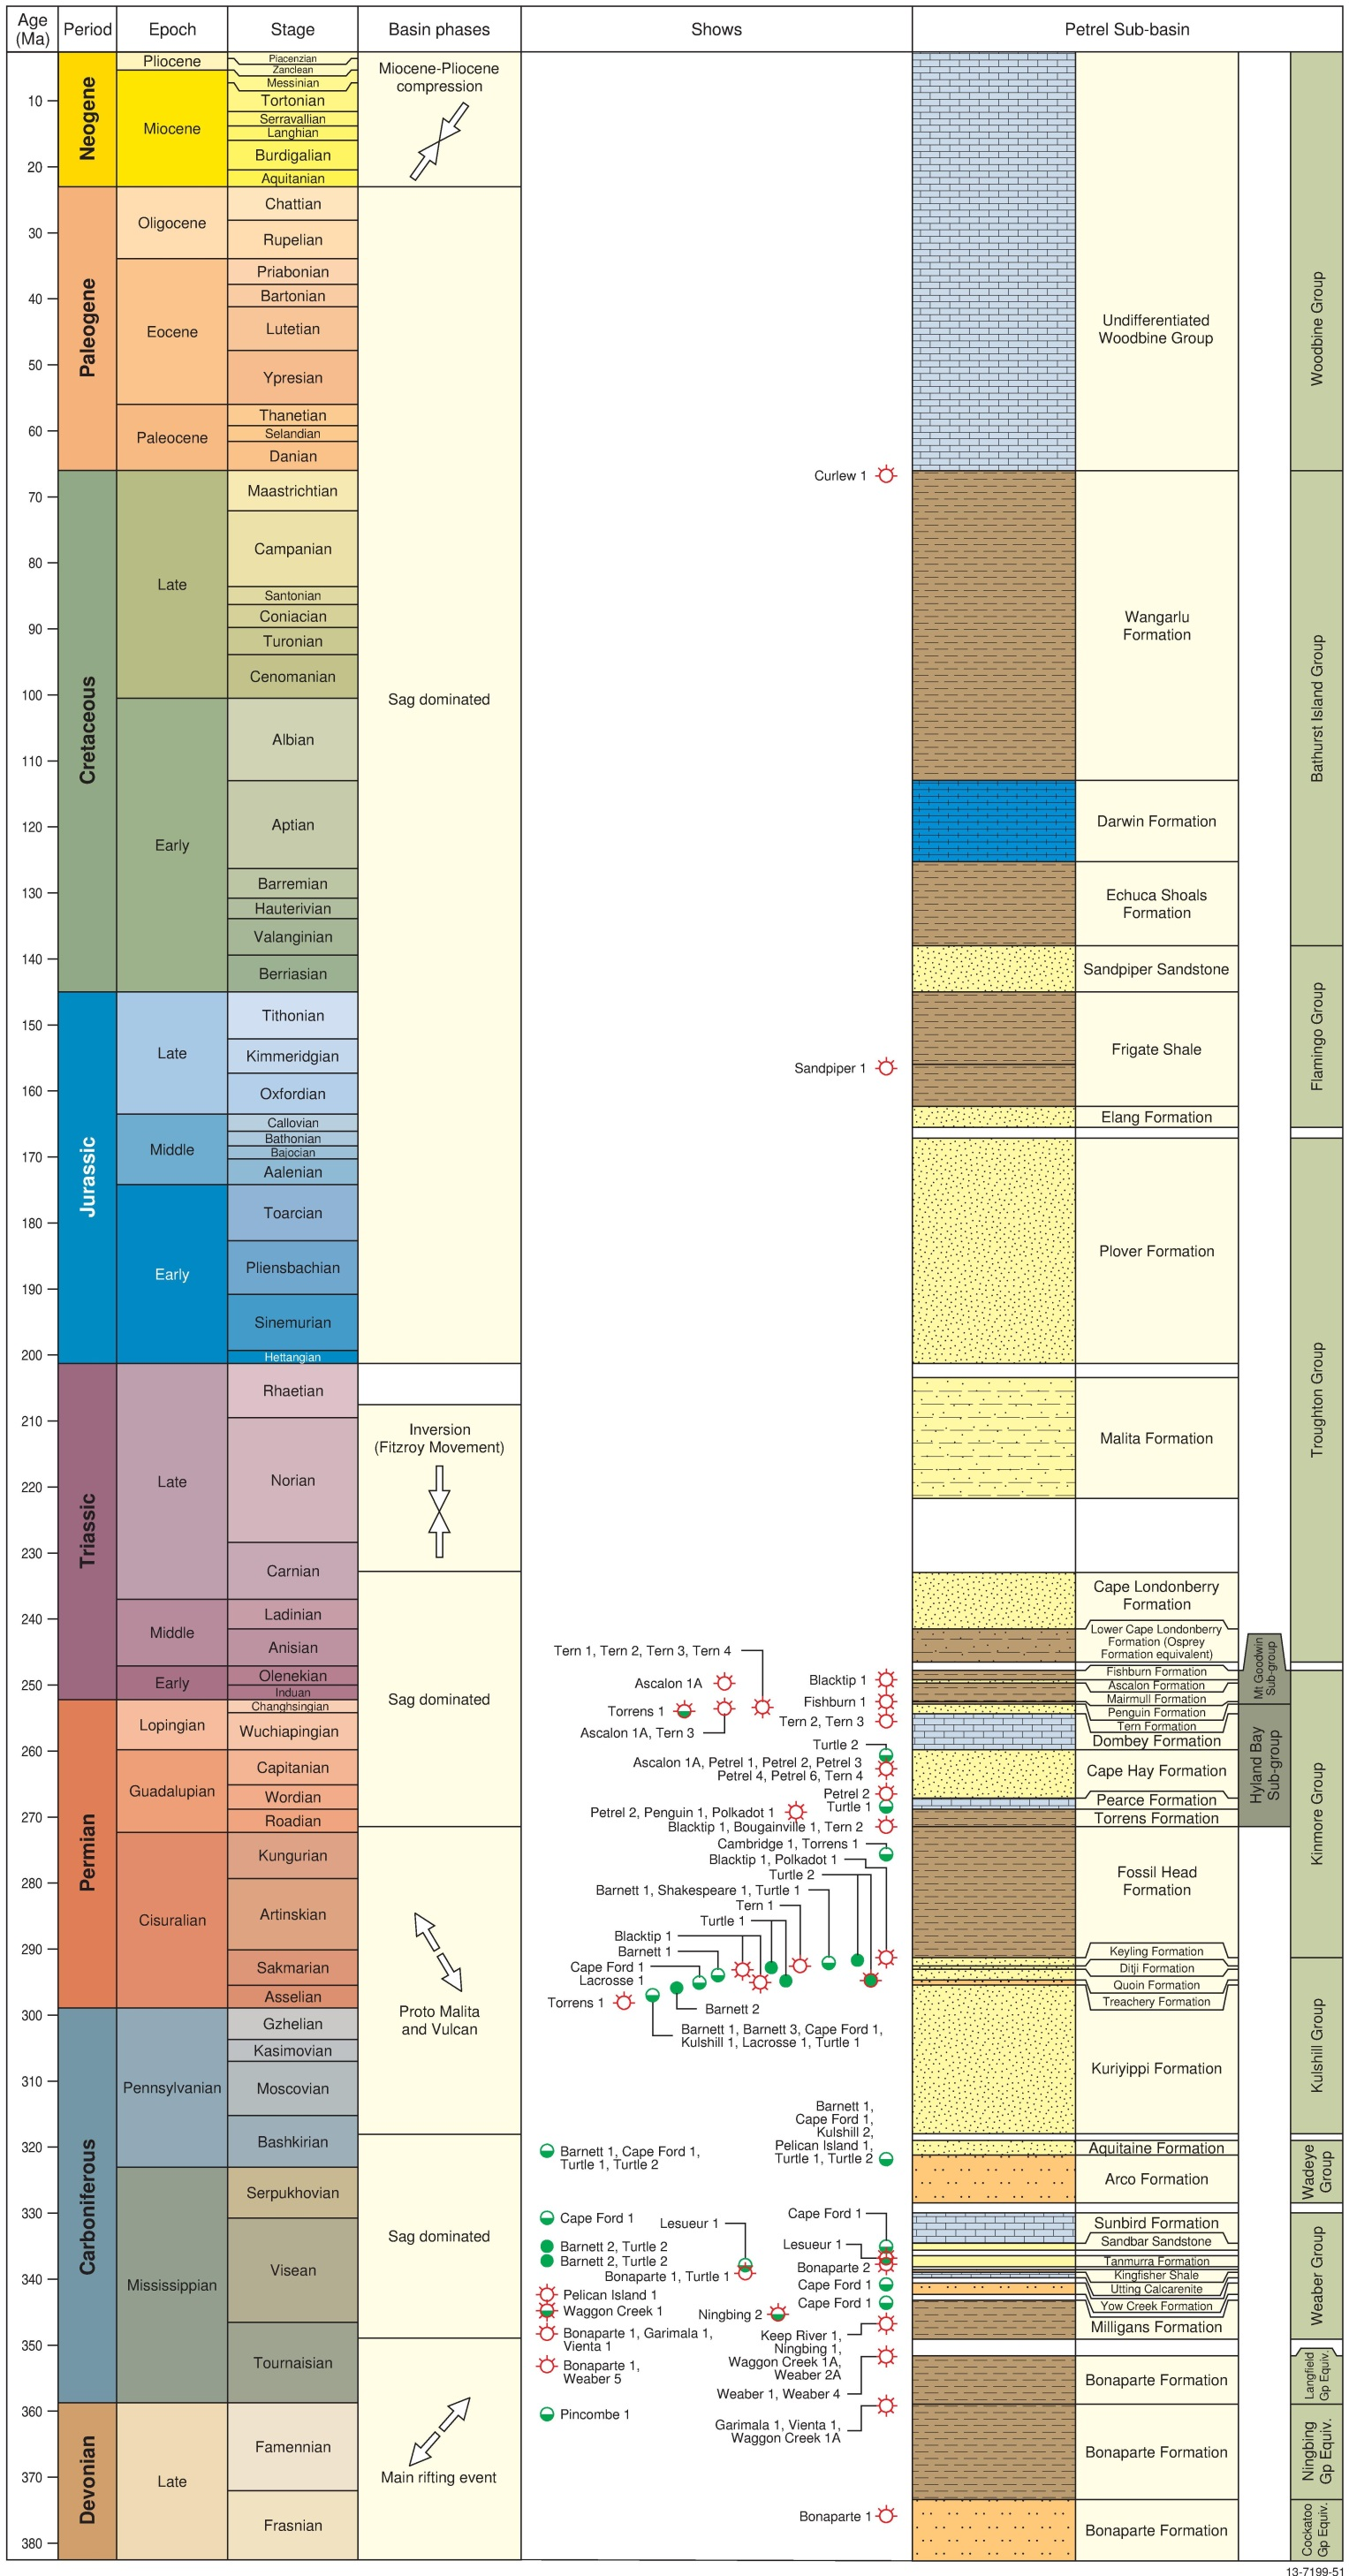 Age
(Ma)
Period
Epoch
Stage
Basin phases
Shows
Petrel Sub-basin
10
20
30
40
50
60
70
80
90
100
110
120
130
140
150
160
170
180
190
200
210
220
230
240
250
260
270
280
290
300
310
320
330
340
350
360
370
380
Neogene
Paleogene
Cretaceous
Jurassic
Triassic
Permian
Carboniferous
Devonian
Pliocene
Miocene
Oligocene
Eocene
Paleocene
Late
Early
Late
Middle
Early
Late
Middle
Early
Lopingian
Guadalupian
Cisuralian
Pennsylvanian
Mississippian
Late
Piacenzian
Zanclean
Messinian
Tortonian
Serravallian
Langhian
Burdigalian
Aquitanian
Chattian
Rupelian
Priabonian
Bartonian
Lutetian
Ypresian
Thanetian
Selandian
Danian
Maastrichtian
Campanian
Santonian
Coniacian
Turonian
Cenomanian
Albian
Aptian
Barremian
Hauterivian
Valanginian
Berriasian
Tithonian
Kimmeridgian
Oxfordian
Callovian
Bathonian
Bajocian
Aalenian
Toarcian
Pliensbachian
Sinemurian
Hettangian
Rhaetian
Norian
Carnian
Ladinian
Anisian
Olenekian
Induan
Changhsingian
Wuchiapingian
Capitanian
Wordian
Roadian
Kungurian
Artinskian
Sakmarian
Asselian
Gzhelian
Kasimovian
Moscovian
Bashkirian
Serpukhovian
Visean
Tournaisian
Famennian
Frasnian
Miocene-Pliocene
compression
Sag dominated
Inversion
(Fitzroy Movement)
Sag dominated
Proto Malita
and Vulcan
Sag dominated
Main rifting event
Curlew 1
Sandpiper 1
Tern 1, Tern 2, Tern 3, Tern 4
Ascalon 1A
Blacktip 1
Torrens 1
Fishburn 1
Ascalon 1A, Tern 3
Tern 2, Tern 3
Turtle 2
Ascalon 1A, Petrel 1, Petrel 2, Petrel 3
Petrel 4, Petrel 6, Tern 4
Petrel 2
Turtle 1
Petrel 2, Penguin 1, Polkadot 1
Blacktip 1, Bougainville 1, Tern 2
Cambridge 1, Torrens 1
Blacktip 1, Polkadot 1
Turtle 2
Barnett 1, Shakespeare 1, Turtle 1
Tern 1
Turtle 1
Blacktip 1
Barnett 1
Cape Ford 1
Lacrosse 1
Torrens 1
Barnett 2
Barnett 1, Barnett 3, Cape Ford 1,
Kulshill 1, Lacrosse 1, Turtle 1
Barnett 1,
Cape Ford 1,
Kulshill 2,
Pelican Island 1,
Turtle 1, Turtle 2
Barnett 1, Cape Ford 1,
Turtle 1, Turtle 2
Cape Ford 1
Lesueur 1
Cape Ford 1
Barnett 2, Turtle 2
Barnett 2, Turtle 2
Bonaparte 1, Turtle 1
Lesueur 1
Bonaparte 2
Cape Ford 1
Cape Ford 1
Pelican Island 1
Waggon Creek 1
Ningbing 2
Bonaparte 1, Garimala 1,
Vienta 1
Keep River 1,
Ningbing 1,
Waggon Creek 1A,
Weaber 2A
Bonaparte 1,
Weaber 5
Weaber 1, Weaber 4
Pincombe 1
Garimala 1, Vienta 1,
Waggon Creek 1A
Bonaparte 1
Undifferentiated
Woodbine Group
Wangarlu
Formation
Darwin Formation
Echuca Shoals
Formation
Sandpiper Sandstone
Frigate Shale
Elang Formation
Plover Formation
Malita Formation
Cape Londonberry
Formation
Lower Cape Londonberry
Formation (Osprey
Formation equivalent)
Fishburn Formation
Ascalon Formation
Mairmull Formation
Penguin Formation
Tern Formation
Dombey Formation
Cape Hay Formation
Pearce Formation
Torrens Formation
Fossil Head
Formation
Keyling Formation
Ditji Formation
Quoin Formation
Treachery Formation
Kuriyippi Formation
Aquitaine Formation
Arco Formation
Sunbird Formation
Sandbar Sandstone
Tanmurra Formation
Kingfisher Shale
Utting Calcarenite
Yow Creek Formation
Milligans Formation
Bonaparte Formation
Bonaparte Formation
Bonaparte Formation
Mt Goodwin
Sub-group
Hyland Bay
Sub-group
Woodbine Group
Bathurst Island Group
Flamingo Group
Troughton Group
Kinmore Group
Kulshill Group
Wadeye
Group
Weaber Group
Langfield
Gp Equiv.
Ningbing
Gp Equiv.
Cockatoo
Gp Equiv.
13-7199-51